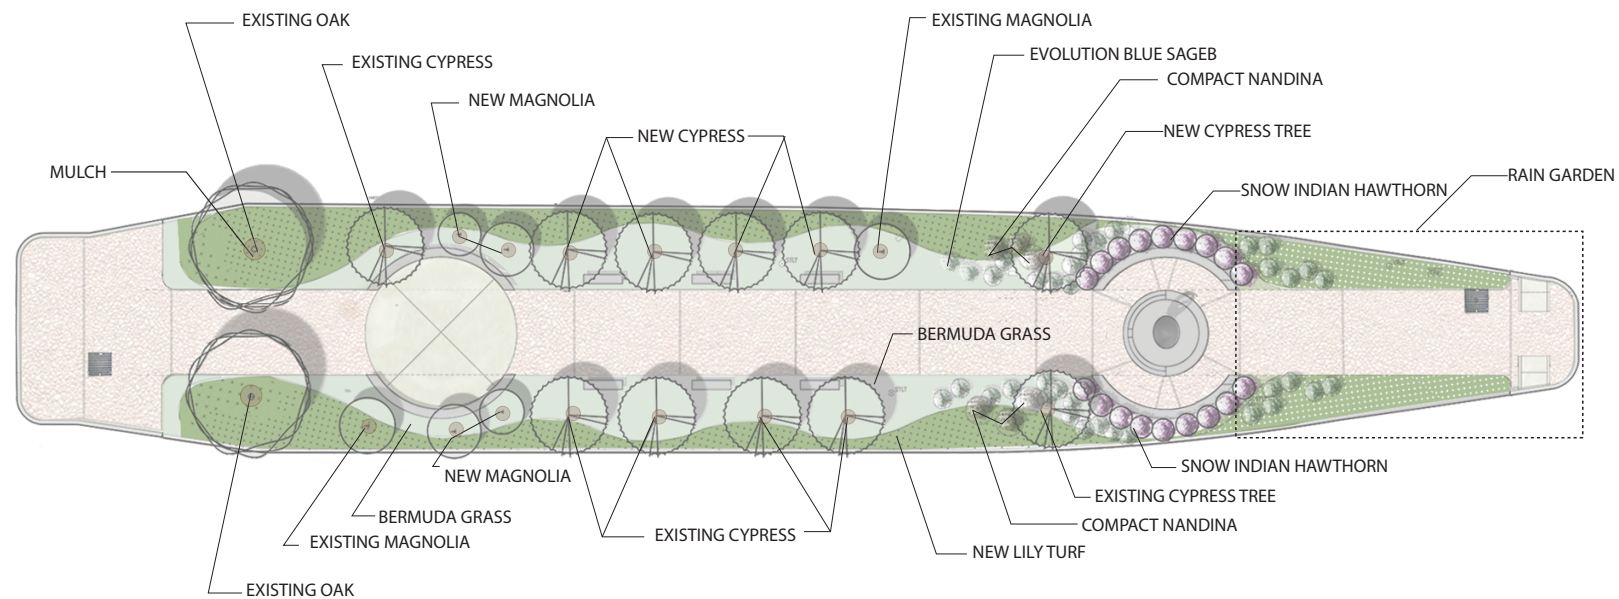 EXISTING OAK
EXISTING MAGNOLIA
EVOLUTION BLUE SAGEB
EXISTING CYPRESS
COMPACT NANDINA
NEW MAGNOLIA
NEW CYPRESS
NEW CYPRESS TREE
MULCH
RAIN GARDEN
SNOW INDIAN HAWTHORN
STLT
BERMUDA GRASS
STLT
SNOW INDIAN HAWTHORN
NEW MAGNOLIA
EXISTING CYPRESS TREE
BERMUDA GRASS
COMPACT NANDINA
EXISTING CYPRESS
EXISTING MAGNOLIA
NEW LILY TURF
EXISTING OAK